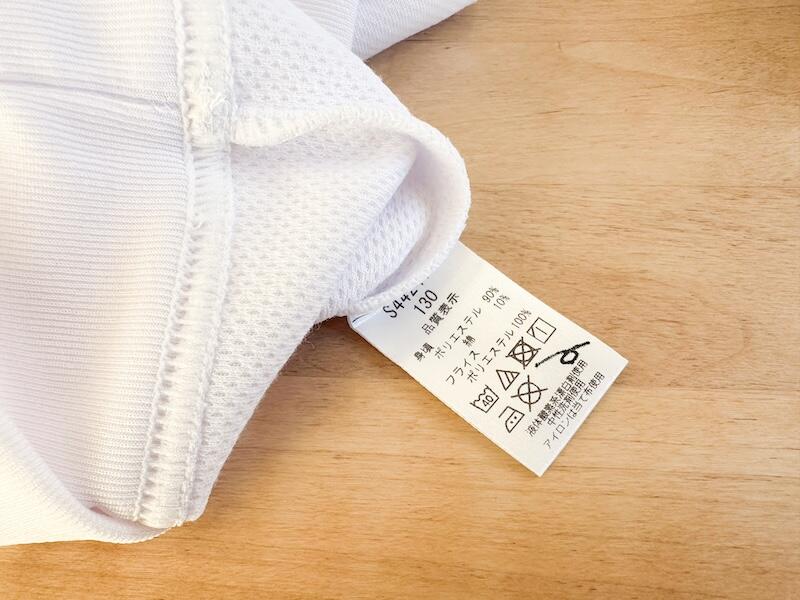 130
品質表示
身頃 ポリエステル 90%
綿 10%
フライス ポリエステル100%
液体酸素系漂白剤使用
中性洗剤使用
アイロンは当て布使用